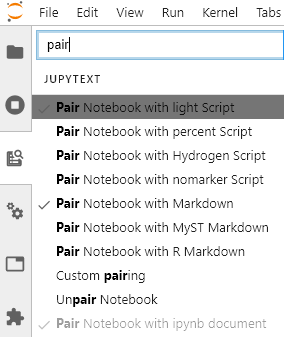 File Edit View Run Kernel Tabs
pair
JUPYTEXT
Pair Notebook with light Script
Pair Notebook with percent Script
Pair Notebook with Hydrogen Script
Pair Notebook with nomarker Script
Pair Notebook with Markdown
Pair Notebook with MyST Markdown
Pair Notebook with R Markdown
Custom pairing
Unpair Notebook
Pair Notebook with ipynb document